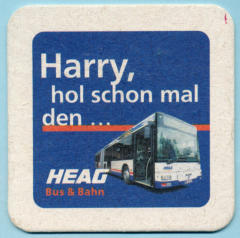 Harry,
hol schon mal
den ...
HEAG
Bus & Bahn